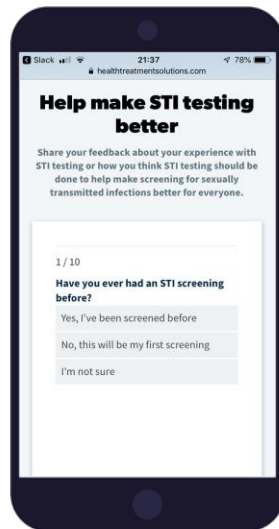 Slack 21:37 78%
healthtreatmentsolutions.com
Help make STI testing
better
Share your feedback about your experience with
STI testing or how you think STI testing should be
done to help make screening for sexually
transmitted infections better for everyone.
1 / 10
Have you ever had an STI screening
before?
Yes, I've been screened before
No, this will be my first screening
I'm not sure